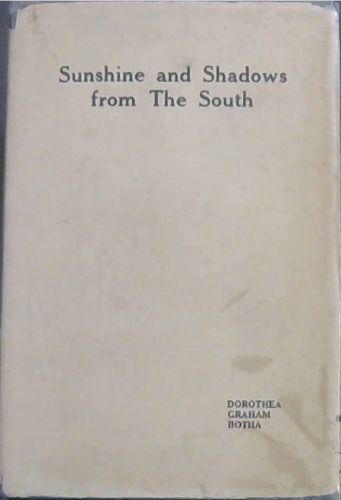 Sunshine and Shadows
from The South
DOROTHEA
GRAHAM
BOTHA